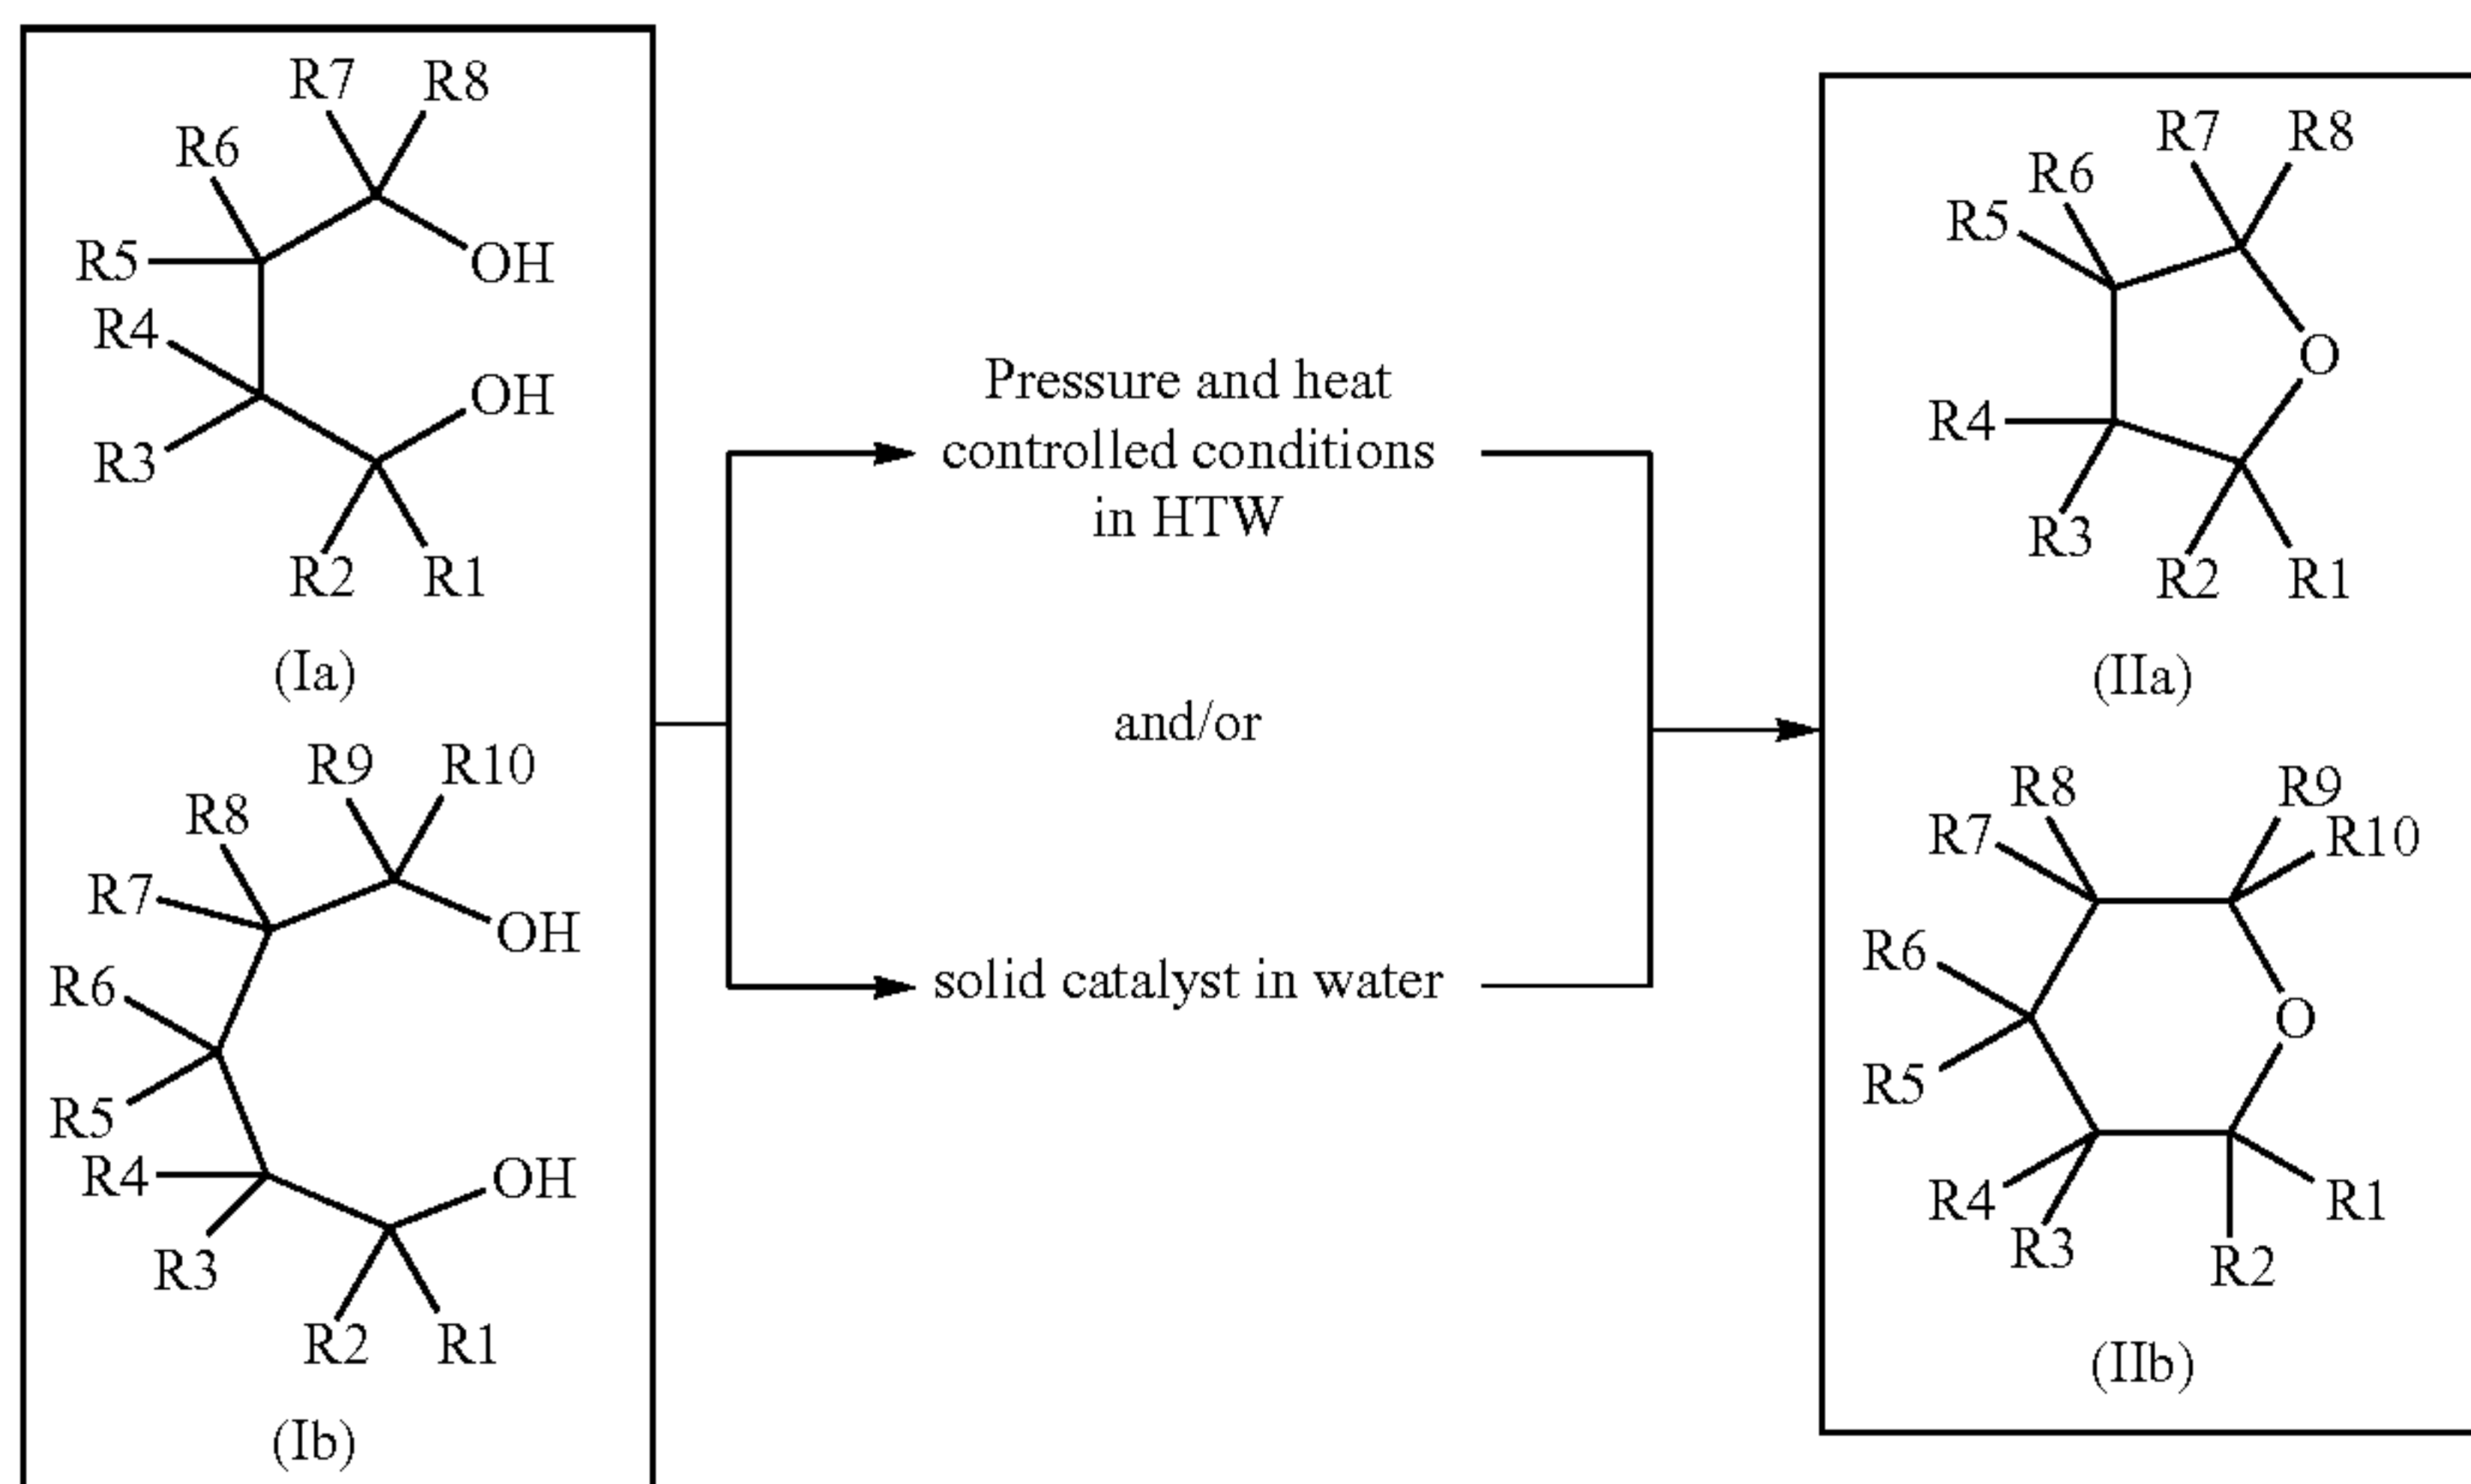 R7 R8
R6
R5 OH
R4
OH
R3
R2 R1
(Ia)
R9 R10
R8
R7
OH
R6
R5
R4 OH
R3
R2 R1
(Ib)
Pressure and heat
controlled conditions
in HTW
and/or
solid catalyst in water
R7 R8
R6
R5
O
R4
R3
R2 R1
(IIa)
R8 R9
R7 R10
R6
O
R5
R4 R1
R3 R2
(IIb)